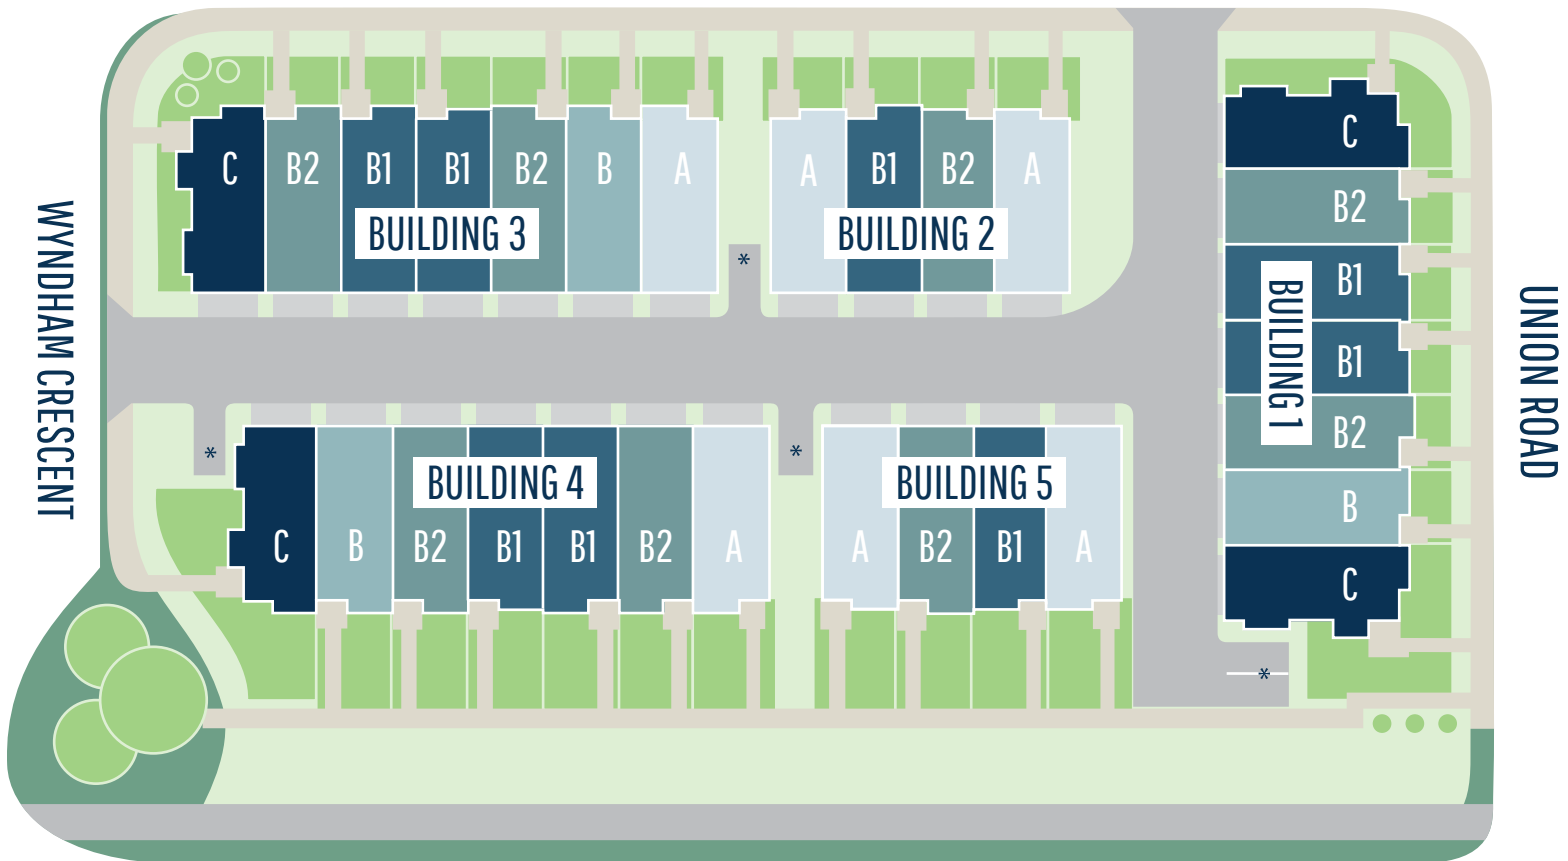 C B2 B1 B1 B2 B A
BUILDING 3
A B1 B2 A
BUILDING 2
*
C
B2
B1
B1
B2
B
C
BUILDING 1
*
WYNDHAM CRESCENT
UNION ROAD
*
BUILDING 4
C B B2 B1 B1 B2 A
*
BUILDING 5
A B2 B1 A